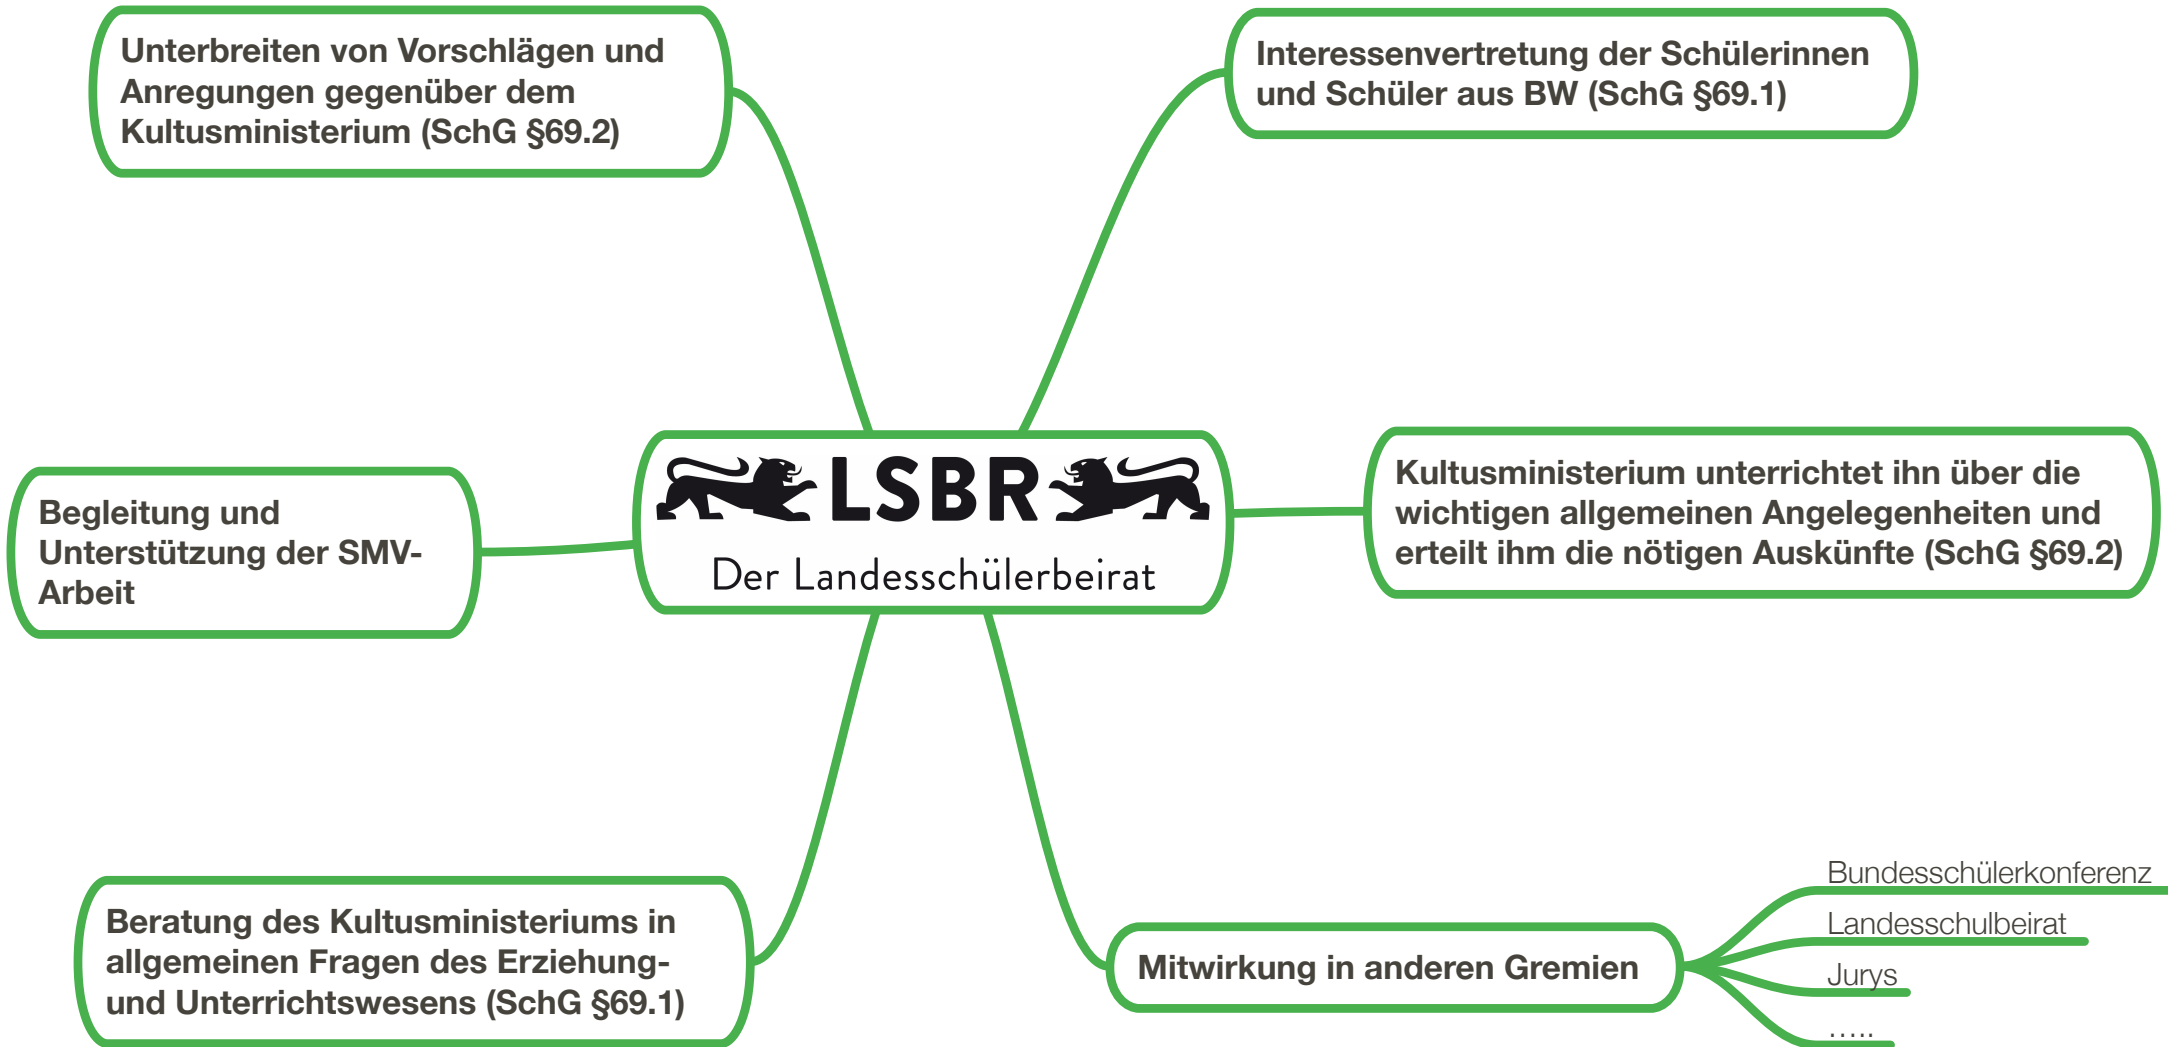 Unterbreiten von Vorschlägen und
Anregungen gegenüber dem
Kultusministerium (SchG §69.2)
Interessenvertretung der Schülerinnen
und Schüler aus BW (SchG §69.1)
Begleitung und
Unterstützung der SMV-
Arbeit
LSBR
Der Landesschülerbeirat
Kultusministerium unterrichtet ihn über die
wichtigen allgemeinen Angelegenheiten und
erteilt ihm die nötigen Auskünfte (SchG §69.2)
Beratung des Kultusministeriums in
allgemeinen Fragen des Erziehung-
und Unterrichtswesens (SchG §69.1)
Mitwirkung in anderen Gremien
Bundesschülerkonferenz
Landesschulbeirat
Jurys
…..